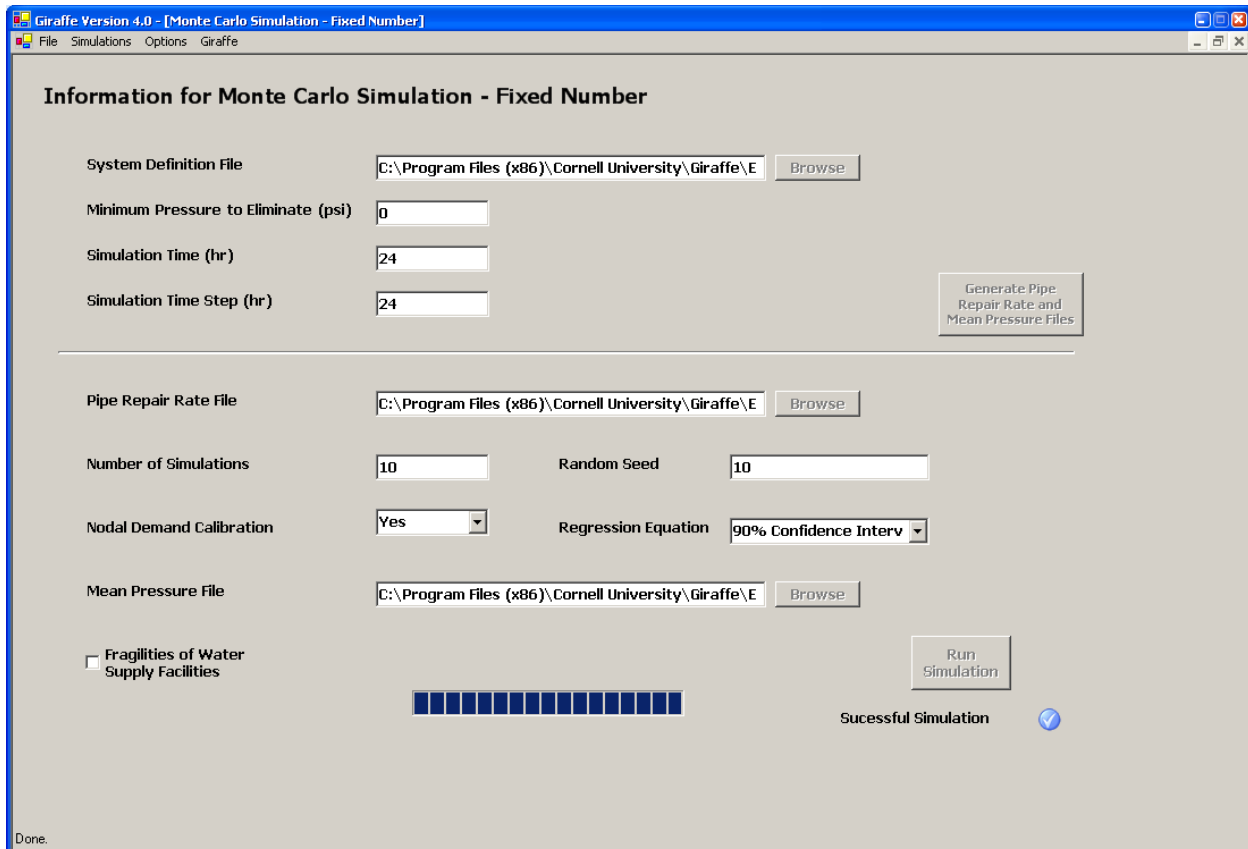 Giraffe Version 4.0 - [Monte Carlo Simulation - Fixed Number]
File Simulations Options Giraffe
Information for Monte Carlo Simulation - Fixed Number
System Definition File C:\Program Files (x86)\Cornell University\Giraffe\E Browse
Minimum Pressure to Eliminate (psi) 0
Simulation Time (hr) 24
Simulation Time Step (hr) 24
Generate Pipe
Repair Rate and
Mean Pressure Files
Pipe Repair Rate File C:\Program Files (x86)\Cornell University\Giraffe\E Browse
Number of Simulations 10 Random Seed 10
Nodal Demand Calibration Yes Regression Equation 90% Confidence Interv
Mean Pressure File C:\Program Files (x86)\Cornell University\Giraffe\E Browse
Fragilities of Water
Supply Facilities
Run
Simulation
Sucessful Simulation
Done.